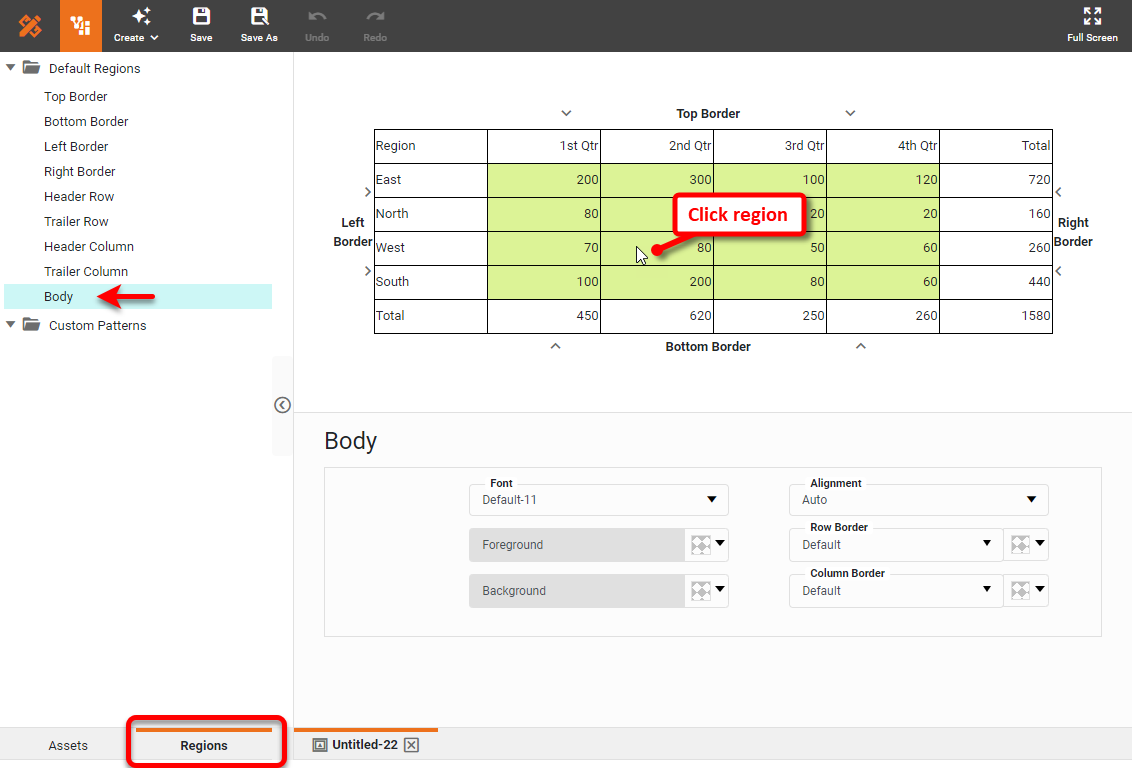 Create Save Save As Undo Redo Full Screen
Default Regions
Top Border
Bottom Border
Left Border
Right Border
Header Row
Trailer Row
Header Column
Trailer Column
Body
Custom Patterns
Top Border
Region 1st Qtr 2nd Qtr 3rd Qtr 4th Qtr Total
East 200 300 100 120 720
North 80 20 20 160
Click region
Left Border
Right Border
West 70 80 50 60 260
South 100 200 80 60 440
Total 450 620 250 260 1580
Bottom Border
Body
Font
Default-11
Alignment
Auto
Foreground
Row Border
Default
Background
Column Border
Default
Assets Regions Untitled-22